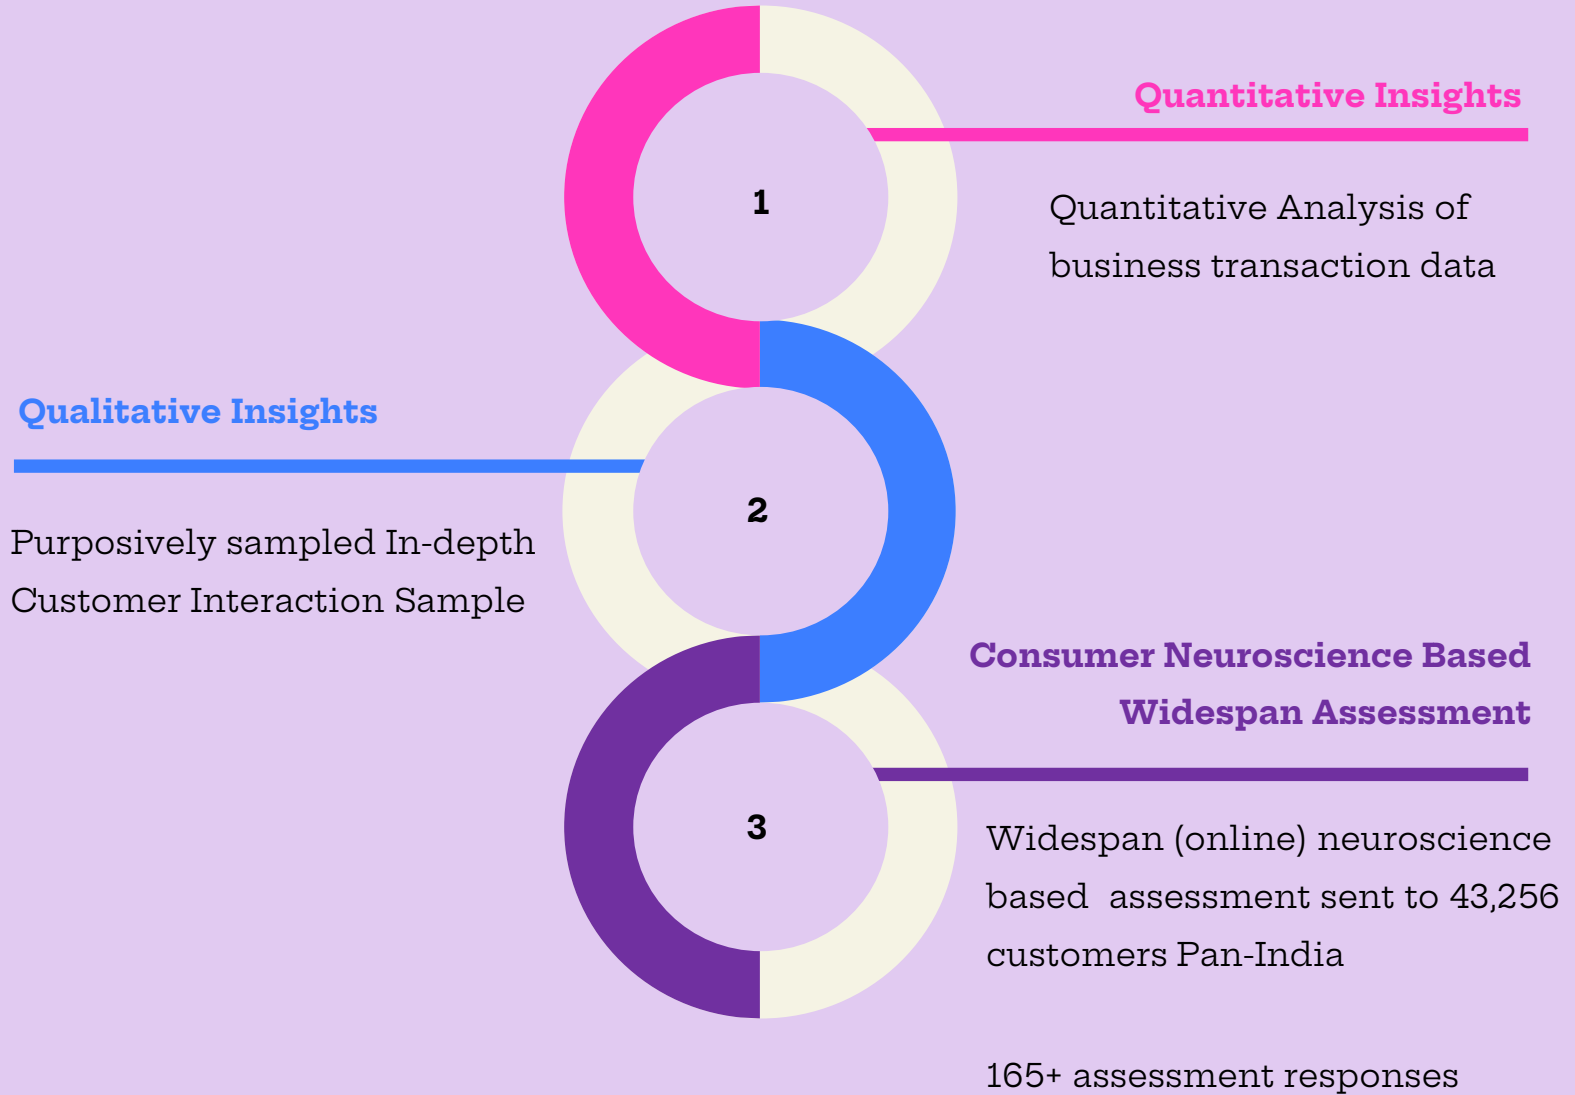 Quantitative Insights
1
Quantitative Analysis of
business transaction data
Qualitative Insights
2
Purposively sampled In-depth
Customer Interaction Sample
Consumer Neuroscience Based
Widespan Assessment
3
Widespan (online) neuroscience
based  assessment sent to 43,256
customers Pan-India
165+ assessment responses